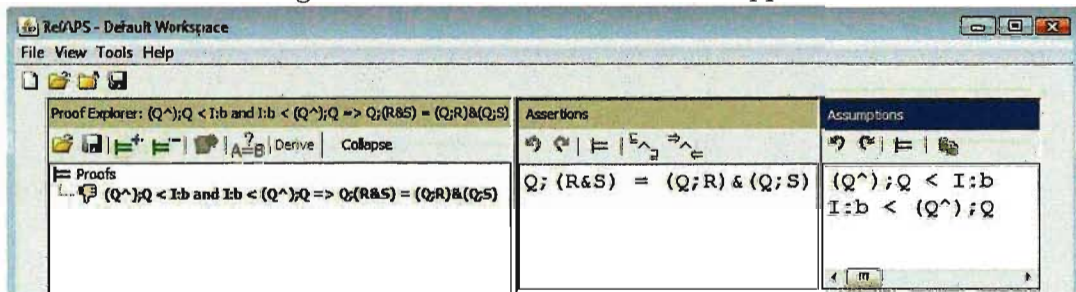 RelAPS - Default Workspace
File View Tools Help
Proof Explorer: (Q^);Q < I:b and I:b < (Q^);Q => Q;(R&S) = (Q;R)&(Q;S)
Assertions
Assumptions
A=B ? Derive Collapse
Proofs
(Q^);Q < I:b and I:b < (Q^);Q => Q;(R&S) = (Q;R)&(Q;S)
Q;(R&S) = (Q;R)&(Q;S)
(Q^);Q < I:b
I:b < (Q^);Q